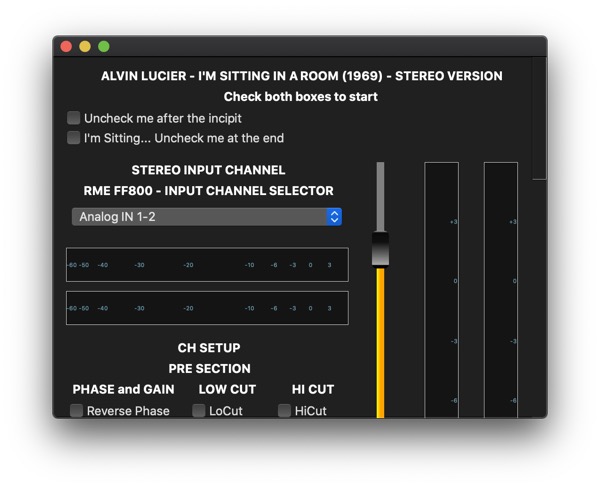 ALVIN LUCIER - I'M SITTING IN A ROOM (1969) - STEREO VERSION
Check both boxes to start
Uncheck me after the incipit
I'm Sitting... Uncheck me at the end
STEREO INPUT CHANNEL
RME FF800 - INPUT CHANNEL SELECTOR
Analog IN 1-2
-60 -50 -40 -30 -20 -10 -6 -3 0 3
-60 -50 -40 -30 -20 -10 -6 -3 0 3
+3 +3
0 0
-3 -3
-6 -6
CH SETUP
PRE SECTION
PHASE and GAIN LOW CUT HI CUT
Reverse Phase LoCut HiCut